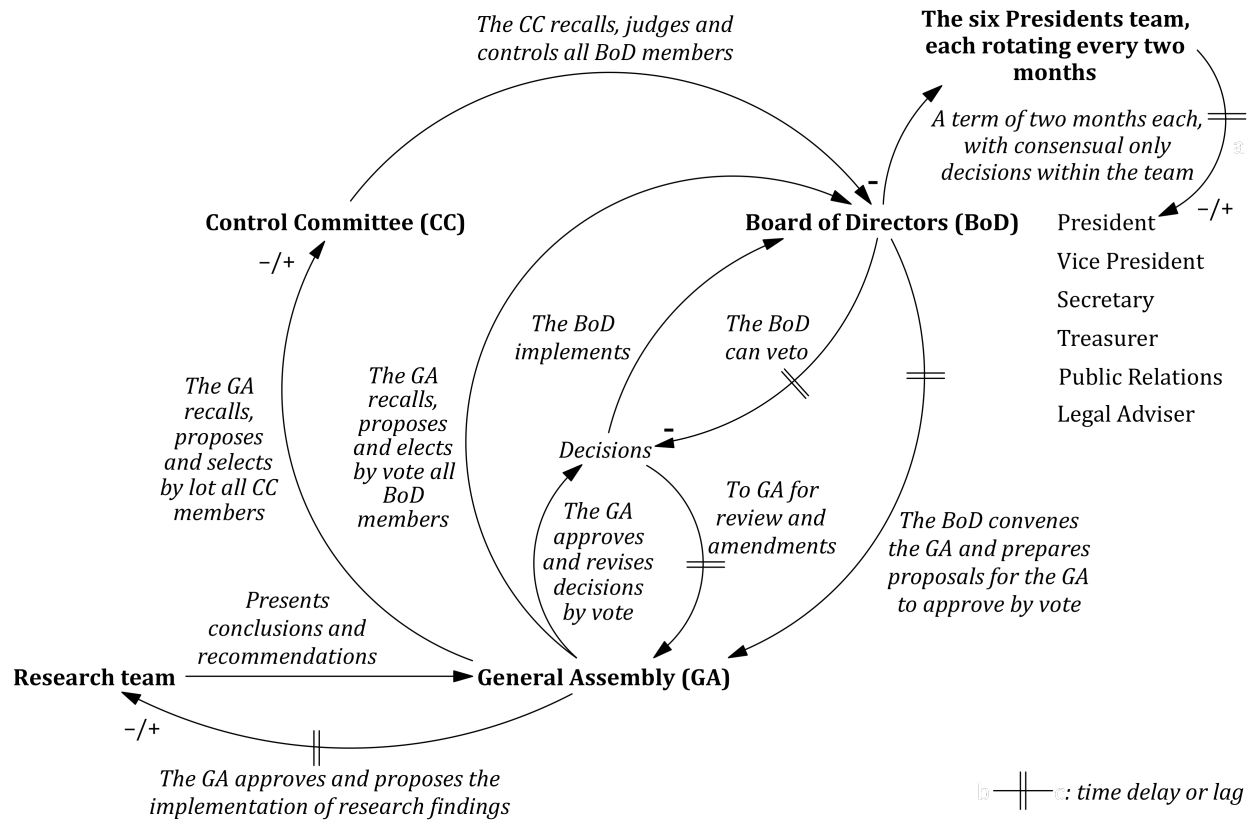 The CC recalls, judges and
controls all BoD members
The six Presidents team,
each rotating every two
months
A term of two months each,
with consensual only
decisions within the team
-
−/+
Control Committee (CC)
−/+
Board of Directors (BoD)
President
Vice President
Secretary
Treasurer
Public Relations
Legal Adviser
The BoD
implements
The BoD
can veto
The GA
recalls,
proposes
and selects
by lot all CC
members
The GA
recalls,
proposes
and elects
by vote all
BoD
members
-
Decisions
The GA
approves
and revises
decisions
by vote
To GA for
review and
amendments
The BoD convenes
the GA and prepares
proposals for the GA
to approve by vote
Presents
conclusions and
recommendations
Research team
General Assembly (GA)
−/+
The GA approves and proposes the
implementation of research findings
b
c
: time delay or lag